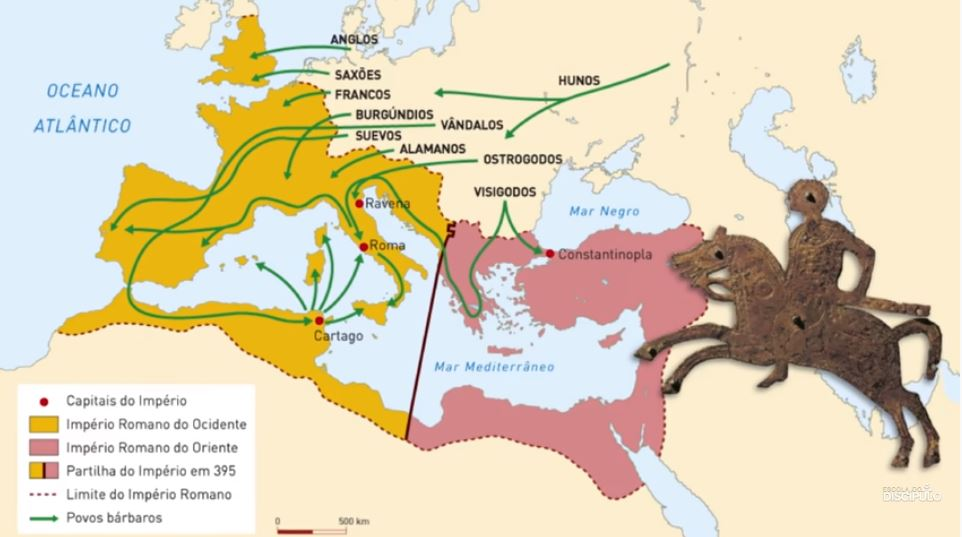 ANGLOS
SAXÕES
FRANCOS
BURGÚNDIOS
VÂNDALOS
SUEVOS
ALAMANOS
OSTROGODOS
HUNOS
VISIGODOS
OCEANO
ATLÂNTICO
Mar Negro
Ravena
Roma
Constantinopla
Cartago
Mar Mediterrâneo
Capitais do Império
Império Romano do Ocidente
Império Romano do Oriente
Partilha do Império em 395
Limite do Império Romano
Povos bárbaros
0 500 km
ESCOLA DO
DISCÍPULO